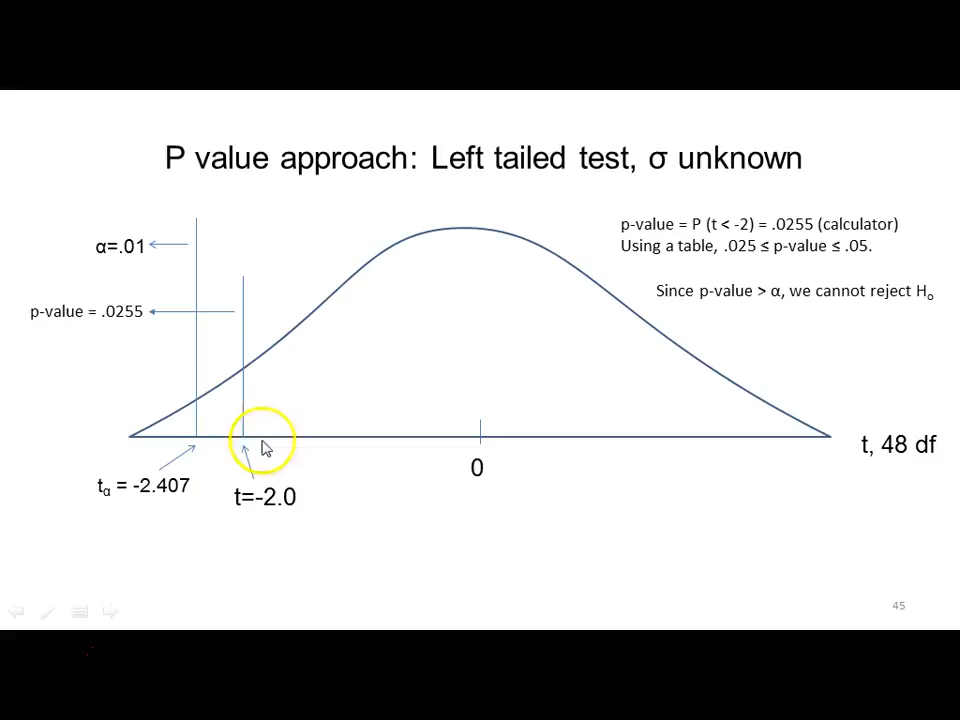 P value approach: Left tailed test, σ unknown
p-value = P (t < -2) = .0255 (calculator)
Using a table, .025 ≤ p-value ≤ .05.
α=.01
Since p-value > α, we cannot reject Ho
p-value = .0255
t, 48 df
0
tα = -2.407
t=-2.0
45